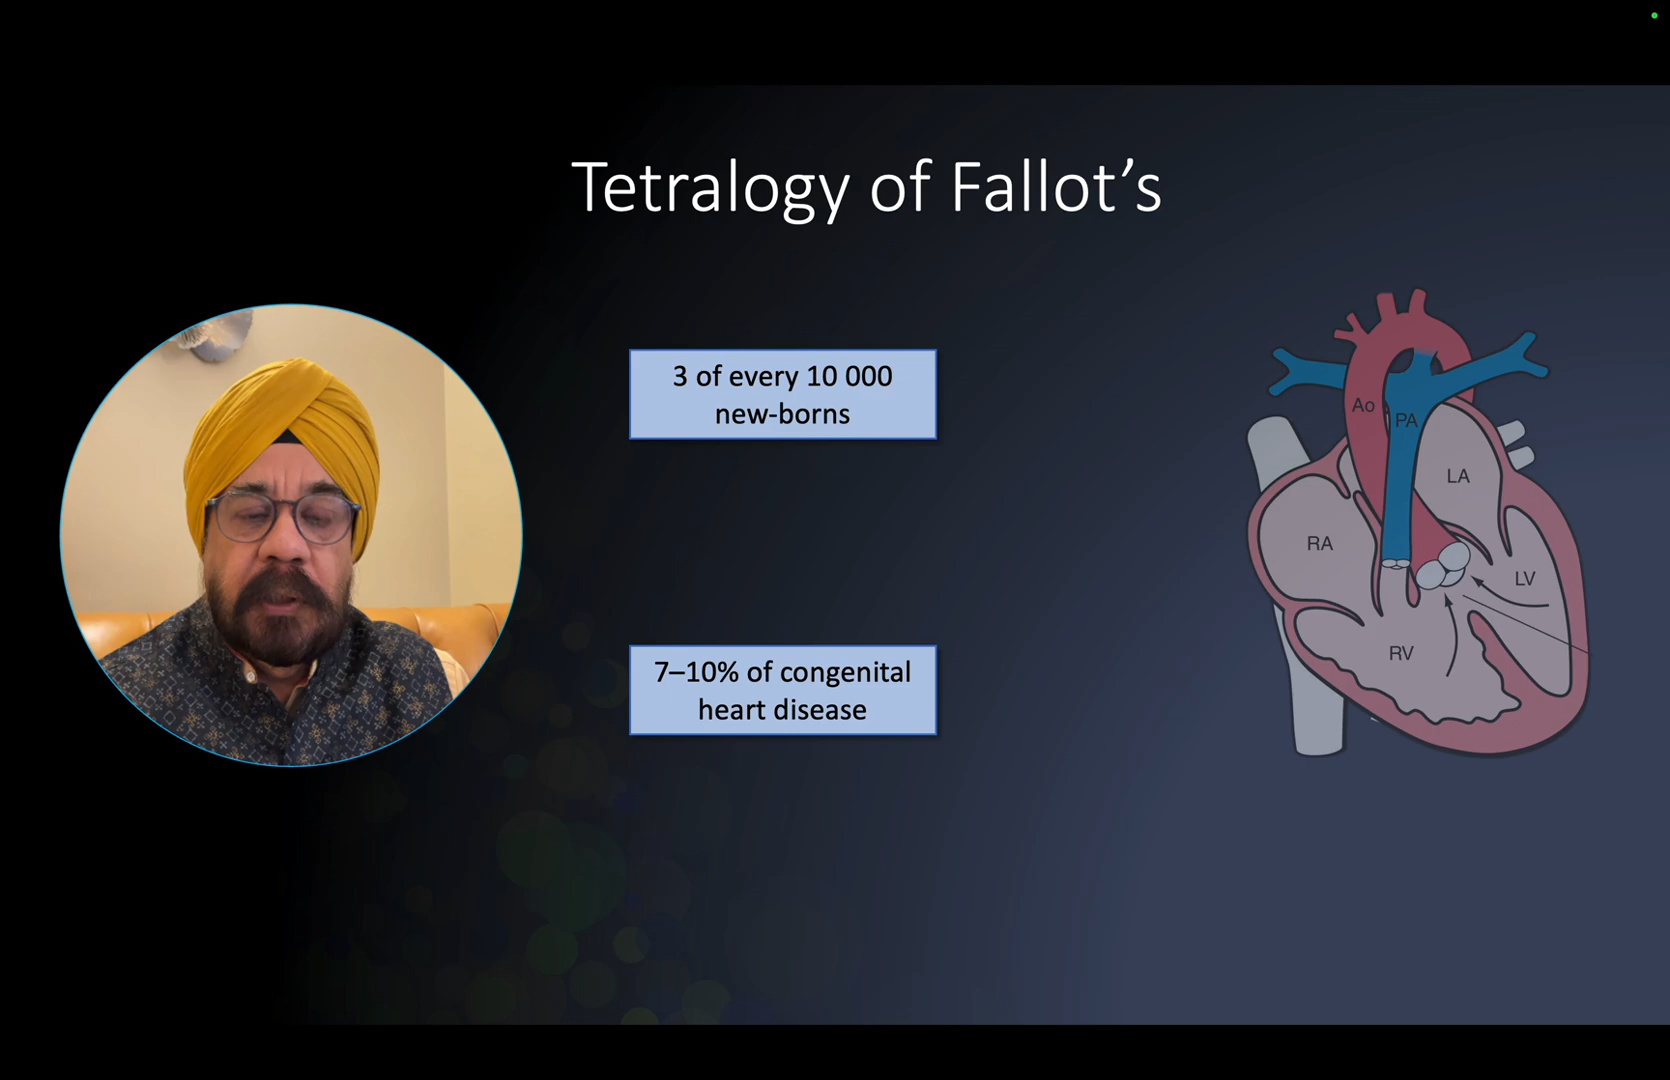 Tetralogy of Fallot’s
3 of every 10 000
new-borns
7–10% of congenital
heart disease
Ao
PA
LA
RA
LV
RV